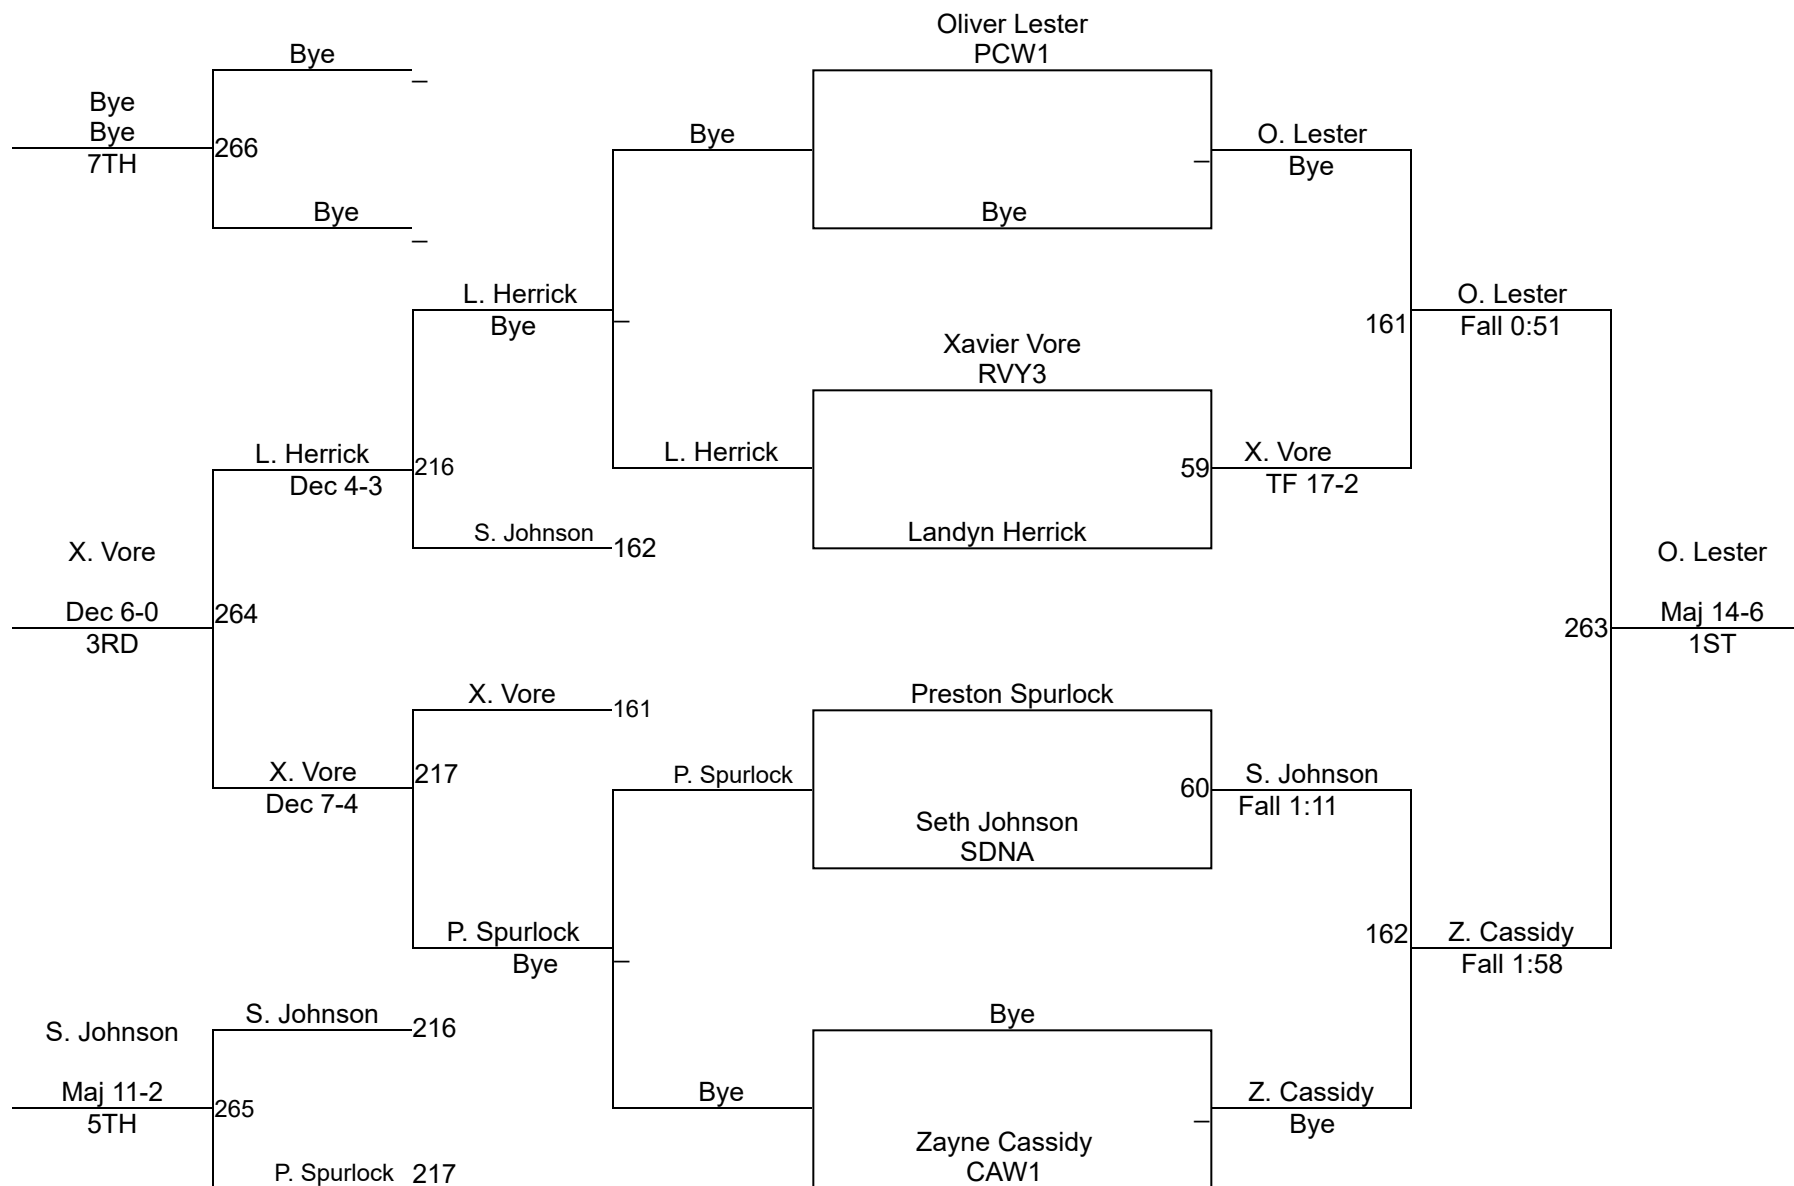 Oliver Lester
PCW1
Bye
_
Bye
Bye
7TH
266
Bye
O. Lester
_
Bye
Bye
_
Bye
L. Herrick
Bye
_
O. Lester
Fall 0:51
161
Xavier Vore
RVY3
L. Herrick
Dec 4-3
216
L. Herrick
59
X. Vore
TF 17-2
S. Johnson
162
Landyn Herrick
X. Vore
Dec 6-0
3RD
264
O. Lester
Maj 14-6
1ST
263
X. Vore
161
Preston Spurlock
X. Vore
Dec 7-4
217
P. Spurlock
60
S. Johnson
Fall 1:11
Seth Johnson
SDNA
P. Spurlock
Bye
_
162
Z. Cassidy
Fall 1:58
S. Johnson
Maj 11-2
5TH
S. Johnson
216
Bye
265
Bye
Z. Cassidy
_
Bye
P. Spurlock
217
Zayne Cassidy
CAW1